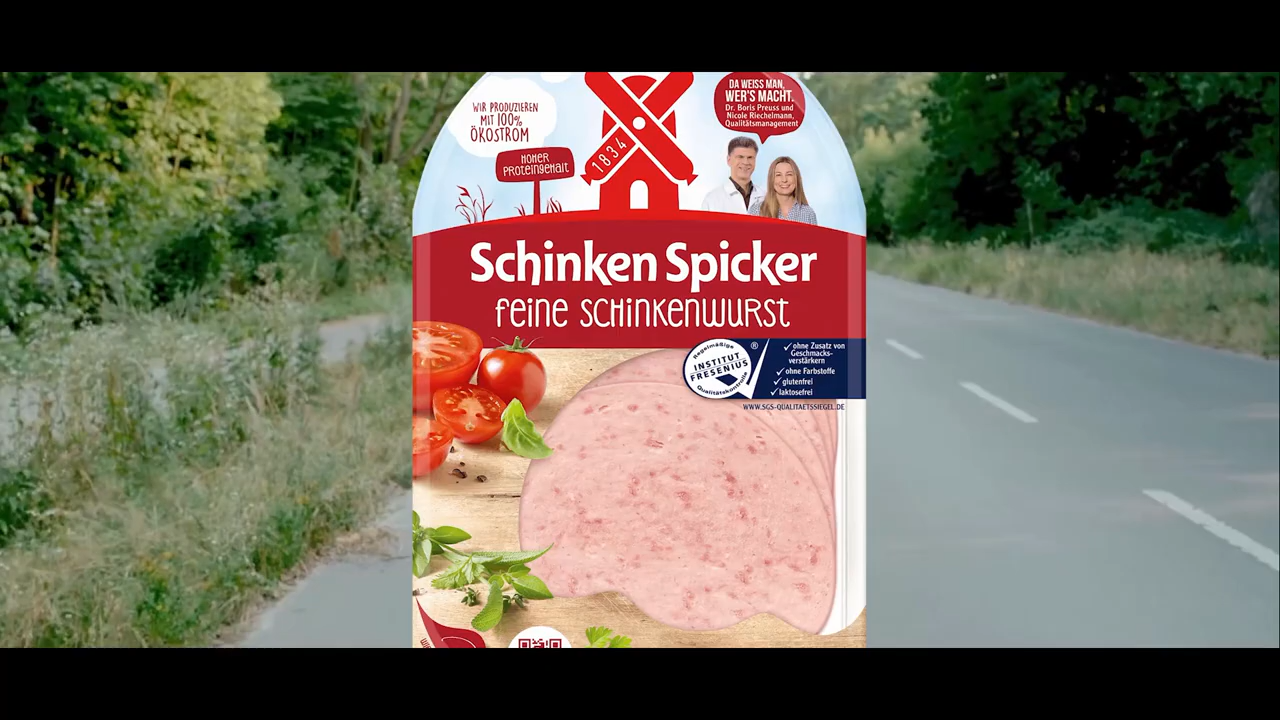 WIR PRODUZIEREN
MIT 100%
ÖKOSTROM
HOHER
PROTEINGEHALT
1834
DA WEISS MAN,
WER'S MACHT.
Dr. Boris Preuss und
Nicole Riechelmann,
Qualitätsmanagement
Schinken Spicker
feine SCHINKENWURST
Regelmäßige
INSTITUT
FRESENIUS
Qualitätskontrolle
®
ohne Zusatz von
Geschmacks-
verstärkern
ohne Farbstoffe
glutenfrei
laktosefrei
WWW.SGS-QUALITAETSSIEGEL.DE